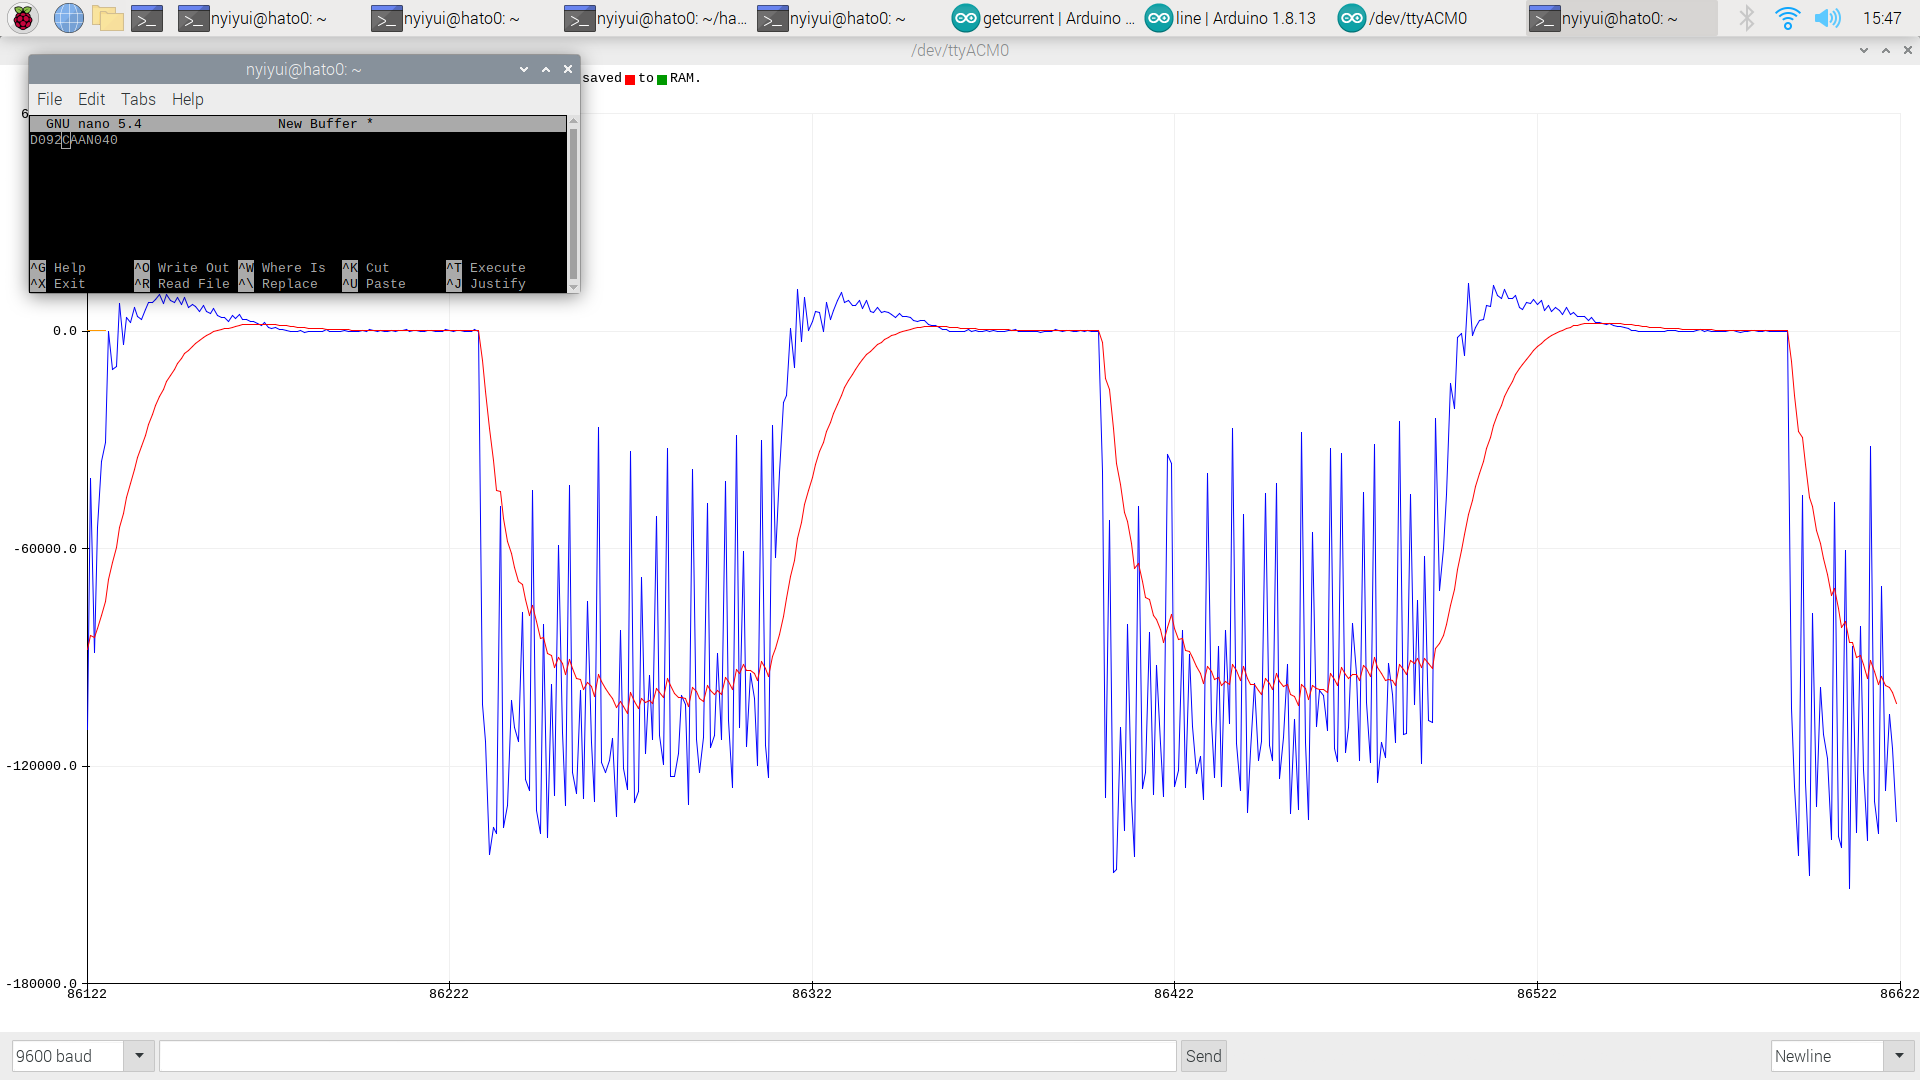 nyiyui@hato0: ~
nyiyui@hato0: ~
nyiyui@hato0: ~/ha...
nyiyui@hato0: ~
getcurrent | Arduino ...
line | Arduino 1.8.13
/dev/ttyACM0
nyiyui@hato0: ~
15:47
/dev/ttyACM0
nyiyui@hato0: ~
File Edit Tabs Help
GNU nano 5.4 New Buffer *
D092CAAN040
^G Help ^O Write Out ^W Where Is ^K Cut ^T Execute
^X Exit ^R Read File ^\ Replace ^U Paste ^J Justify
saved to RAM.
6
0.0
-60000.0
-120000.0
-180000.0
86122 86222 86322 86422 86522 86622
9600 baud Send Newline